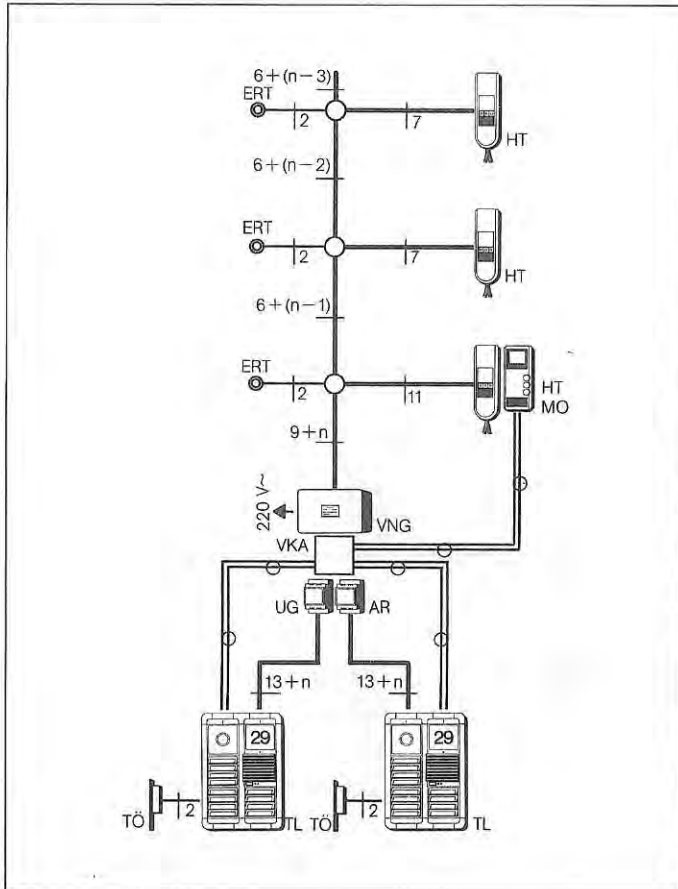 6+(n−3)
ERT
2
7
HT
6+(n−2)
ERT
2
7
HT
6+(n−1)
ERT
2
11
HT
MO
9+n
220 V~
VNG
VKA
UG
AR
13+n
13+n
29
29
TÖ
2
TL
TÖ
2
TL